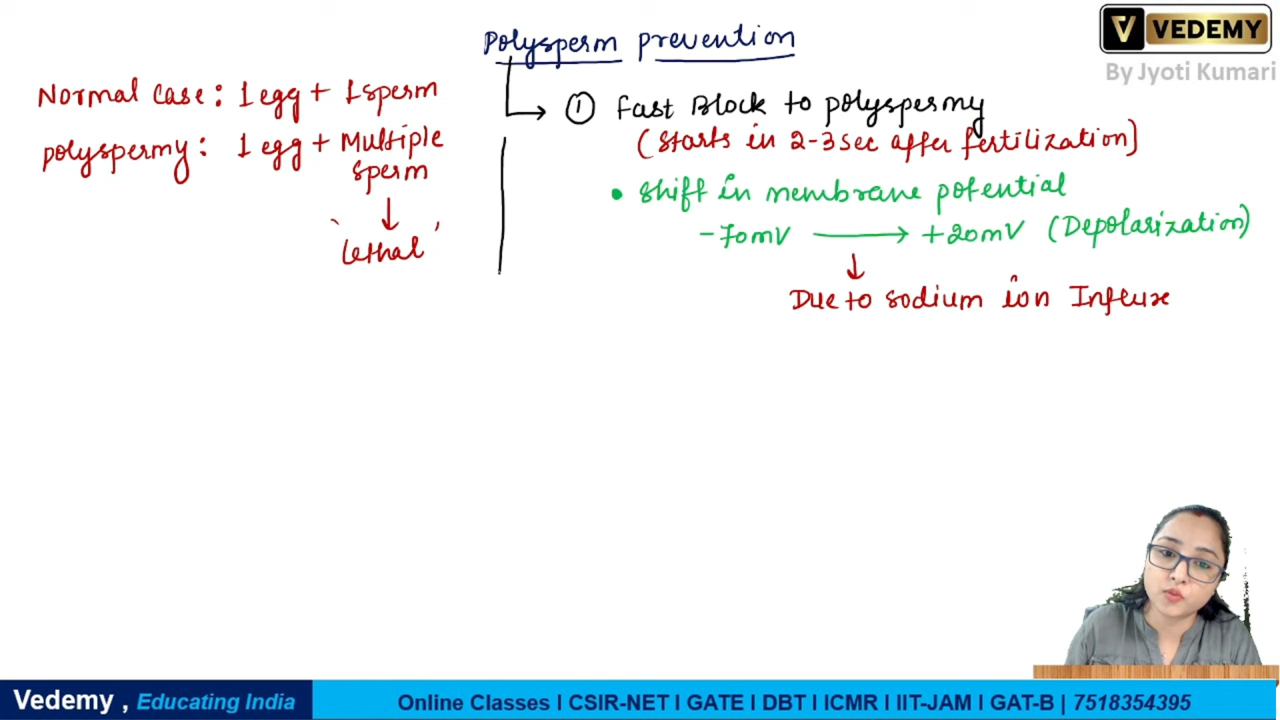 Polysperm prevention
VEDEMY
By Jyoti Kumari
Normal Case: 1 egg + 1 sperm
polyspermy: 1 egg + Multiple
sperm
'Lethal'
① Fast Block to polyspermy
(starts in 2-3 sec after fertilization)
• Shift in membrane potential
-70mV → +20mV (Depolarization)
Due to sodium ion Influx
Vedemy , Educating India
Online Classes I CSIR-NET I GATE I DBT I ICMR I IIT-JAM I GAT-B | 7518354395